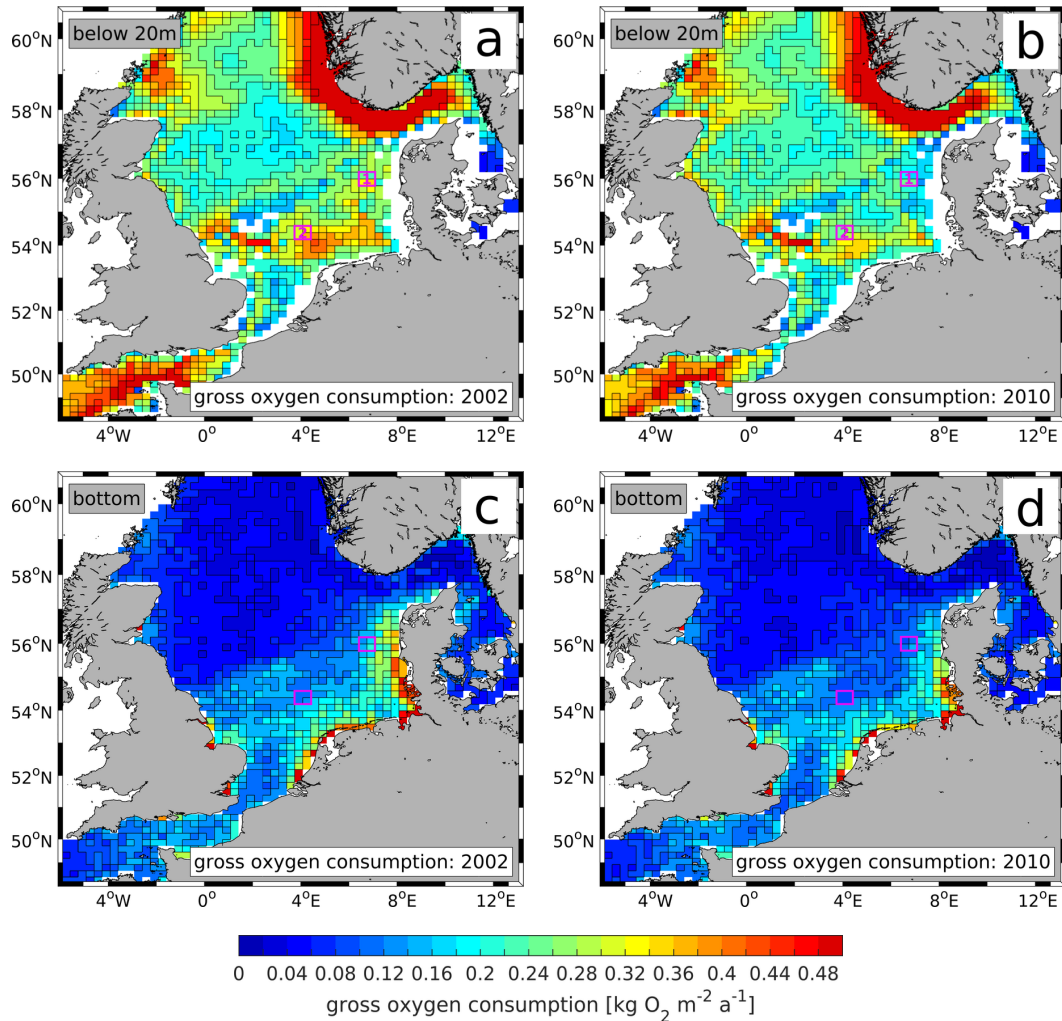 below 20m
a
60°N
58°N
56°N
54°N
52°N
50°N
1
2
gross oxygen consumption: 2002
4°W
0°
4°E
8°E
12°E
below 20m
b
60°N
58°N
56°N
54°N
52°N
50°N
1
2
gross oxygen consumption: 2010
4°W
0°
4°E
8°E
12°E
bottom
c
60°N
58°N
56°N
54°N
52°N
50°N
gross oxygen consumption: 2002
4°W
0°
4°E
8°E
12°E
bottom
d
60°N
58°N
56°N
54°N
52°N
50°N
gross oxygen consumption: 2010
4°W
0°
4°E
8°E
12°E
0 0.04 0.08 0.12 0.16 0.2 0.24 0.28 0.32 0.36 0.4 0.44 0.48
gross oxygen consumption [kg O₂ m⁻² a⁻¹]